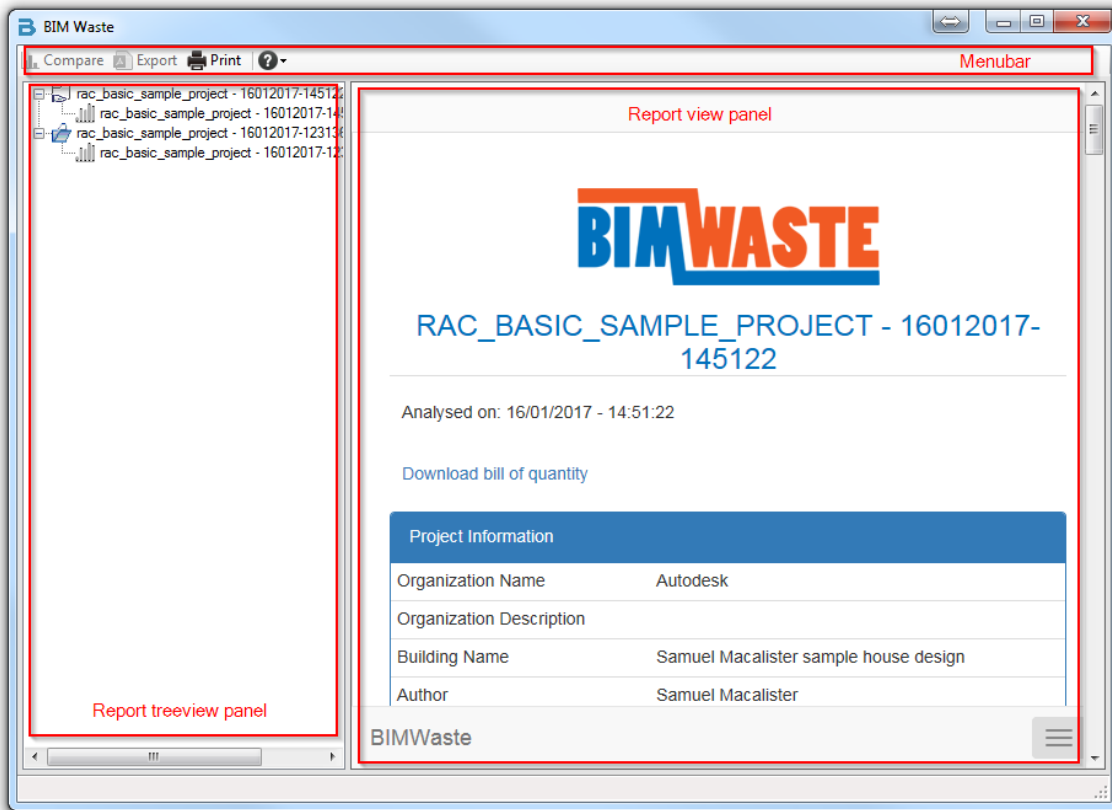 BIM Waste
Compare Export Print
Menubar
rac_basic_sample_project - 16012017-145122
rac_basic_sample_project - 16012017-14
rac_basic_sample_project - 16012017-123136
rac_basic_sample_project - 16012017-12
Report treeview panel
Report view panel
BIMWASTE
RAC_BASIC_SAMPLE_PROJECT - 16012017-
145122
Analysed on: 16/01/2017 - 14:51:22
Download bill of quantity
Project Information
Organization Name Autodesk
Organization Description
Building Name Samuel Macalister sample house design
Author Samuel Macalister
BIMWaste